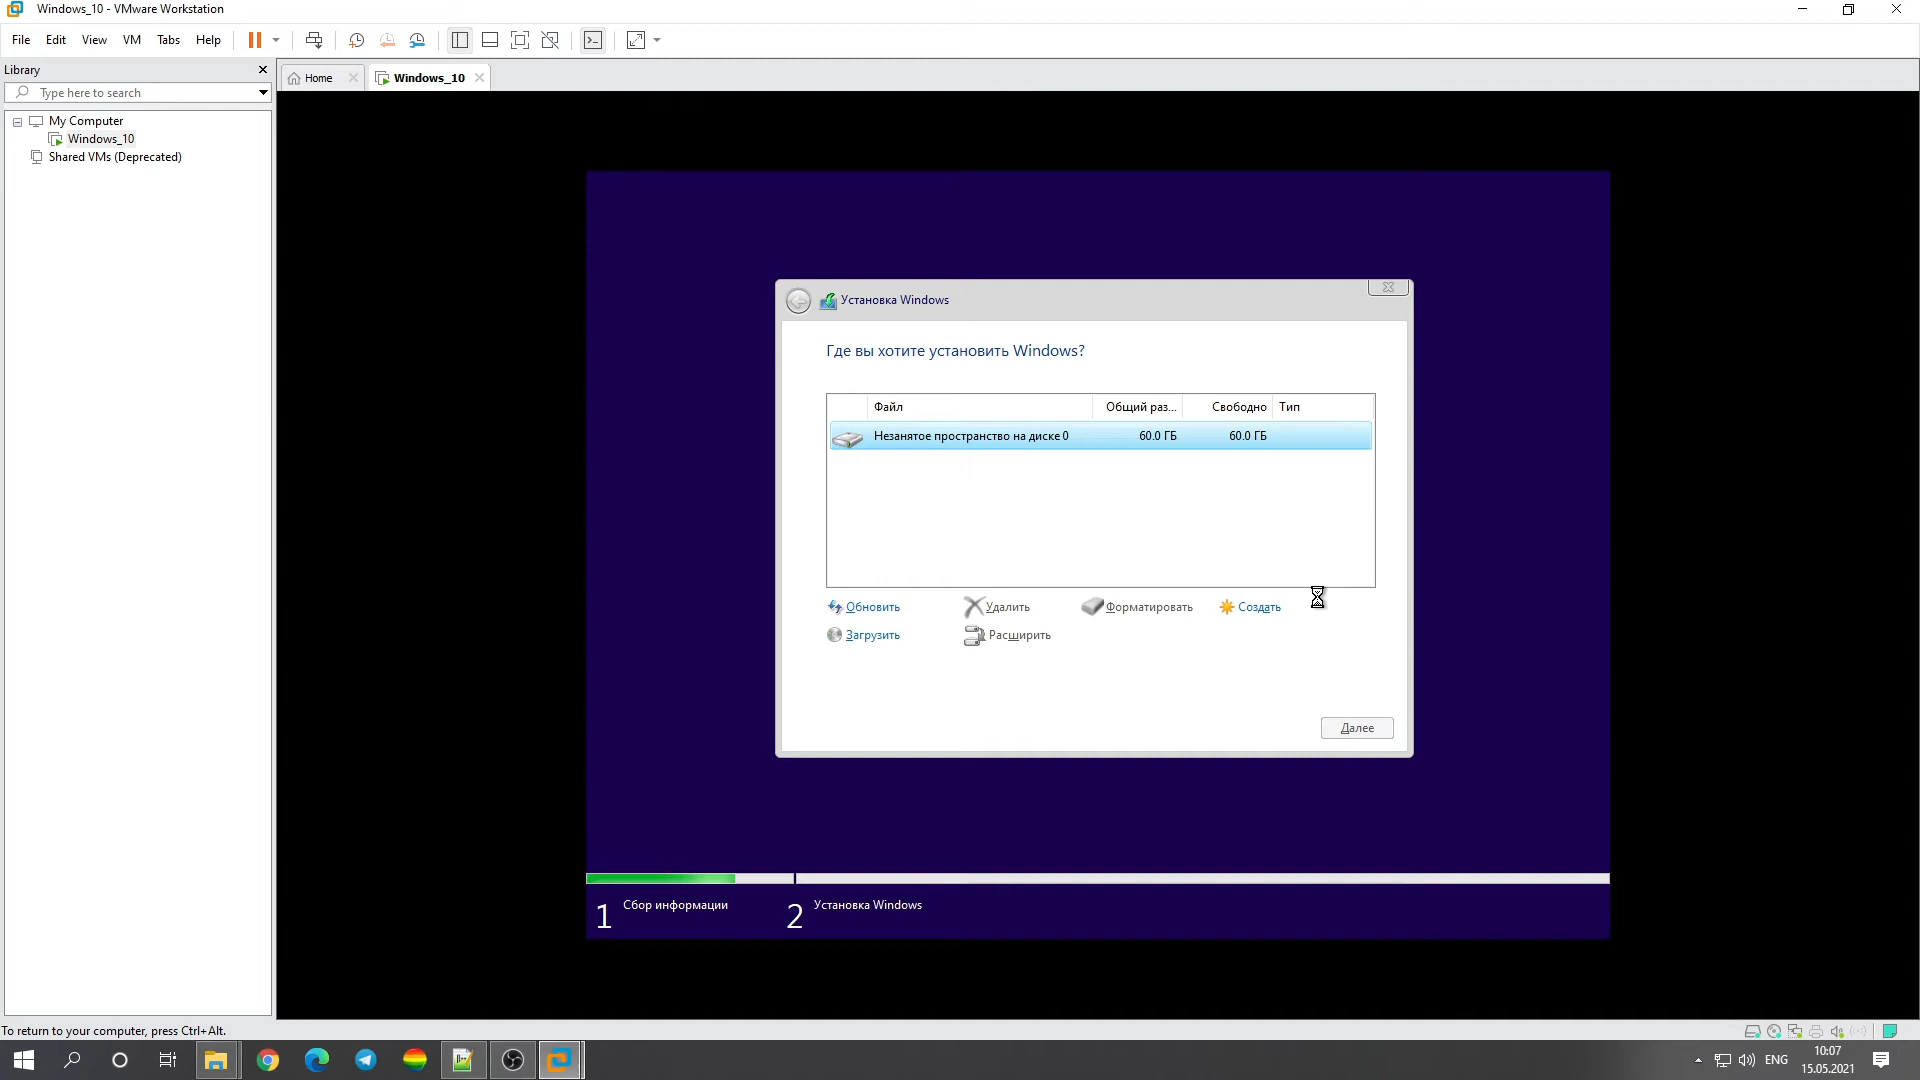 Windows_10 - VMware Workstation
File Edit View VM Tabs Help
Library
Home Windows_10
Type here to search
My Computer
Windows_10
Shared VMs (Deprecated)
Установка Windows
Где вы хотите установить Windows?
Файл Общий раз... Свободно Тип
Незанятое пространство на диске 0 60.0 ГБ 60.0 ГБ
Обновить Удалить Форматировать Создать
Загрузить Расширить
Далее
1 Сбор информации 2 Установка Windows
To return to your computer, press Ctrl+Alt.
ENG 10:07
15.05.2021